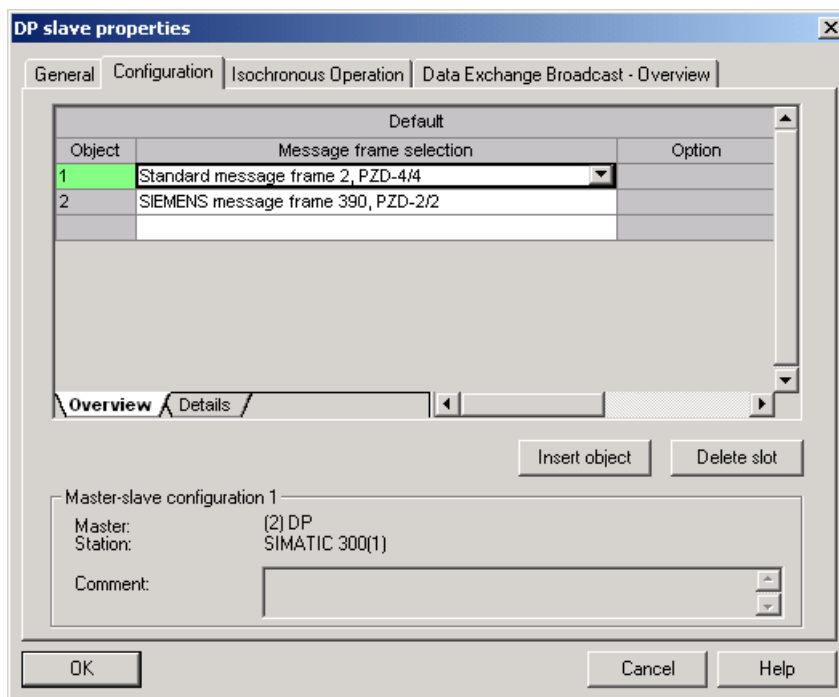 DP slave properties
General Configuration Isochronous Operation Data Exchange Broadcast - Overview
Default
Object Message frame selection Option
1 Standard message frame 2, PZD-4/4
2 SIEMENS message frame 390, PZD-2/2
Overview Details
Insert object Delete slot
Master-slave configuration 1
Master: (2) DP
Station: SIMATIC 300(1)
Comment:
OK Cancel Help